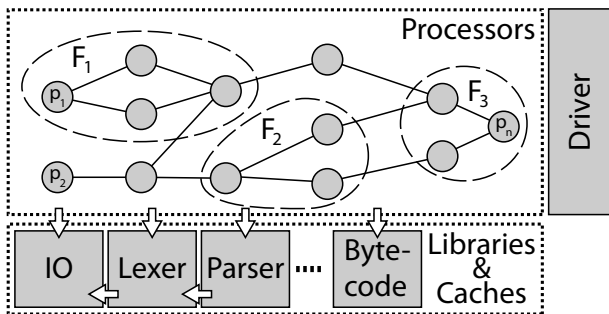 Processors
F1
p1
F2
F3
pn
p2
Driver
IO
Lexer
Parser
....
Byte-
code
Libraries
&
Caches